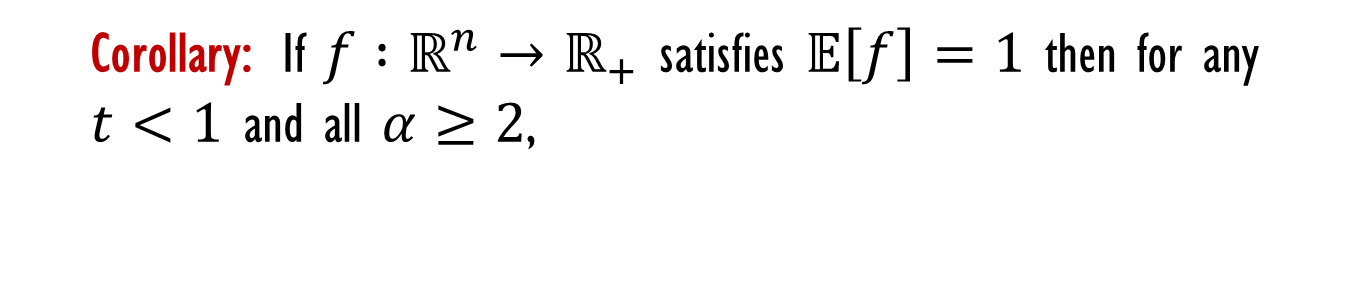 Corollary: If 𝑓 : ℝⁿ → ℝ₊ satisfies 𝔼[𝑓] = 1 then for any
𝑡 < 1 and all 𝛼 ≥ 2,